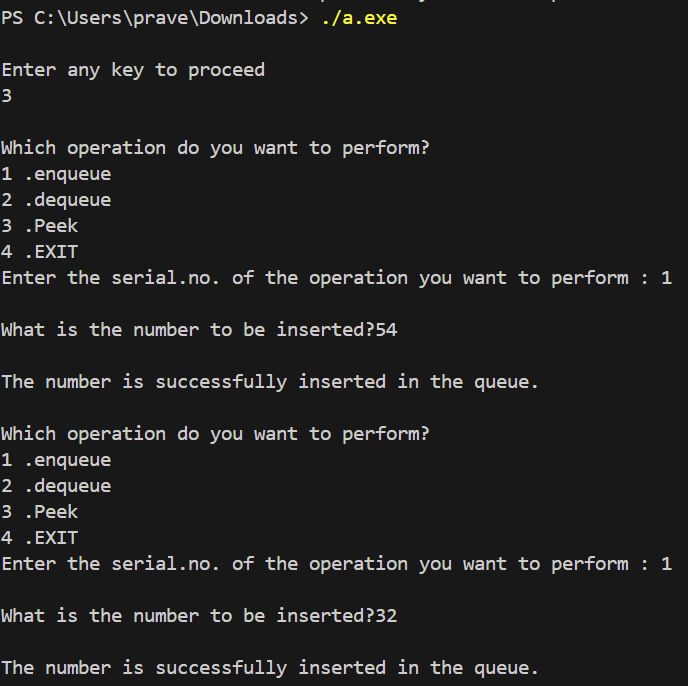 PS C:\Users\prave\Downloads> ./a.exe
Enter any key to proceed
3
Which operation do you want to perform?
1 .enqueue
2 .dequeue
3 .Peek
4 .EXIT
Enter the serial.no. of the operation you want to perform : 1
What is the number to be inserted?54
The number is successfully inserted in the queue.
Which operation do you want to perform?
1 .enqueue
2 .dequeue
3 .Peek
4 .EXIT
Enter the serial.no. of the operation you want to perform : 1
What is the number to be inserted?32
The number is successfully inserted in the queue.